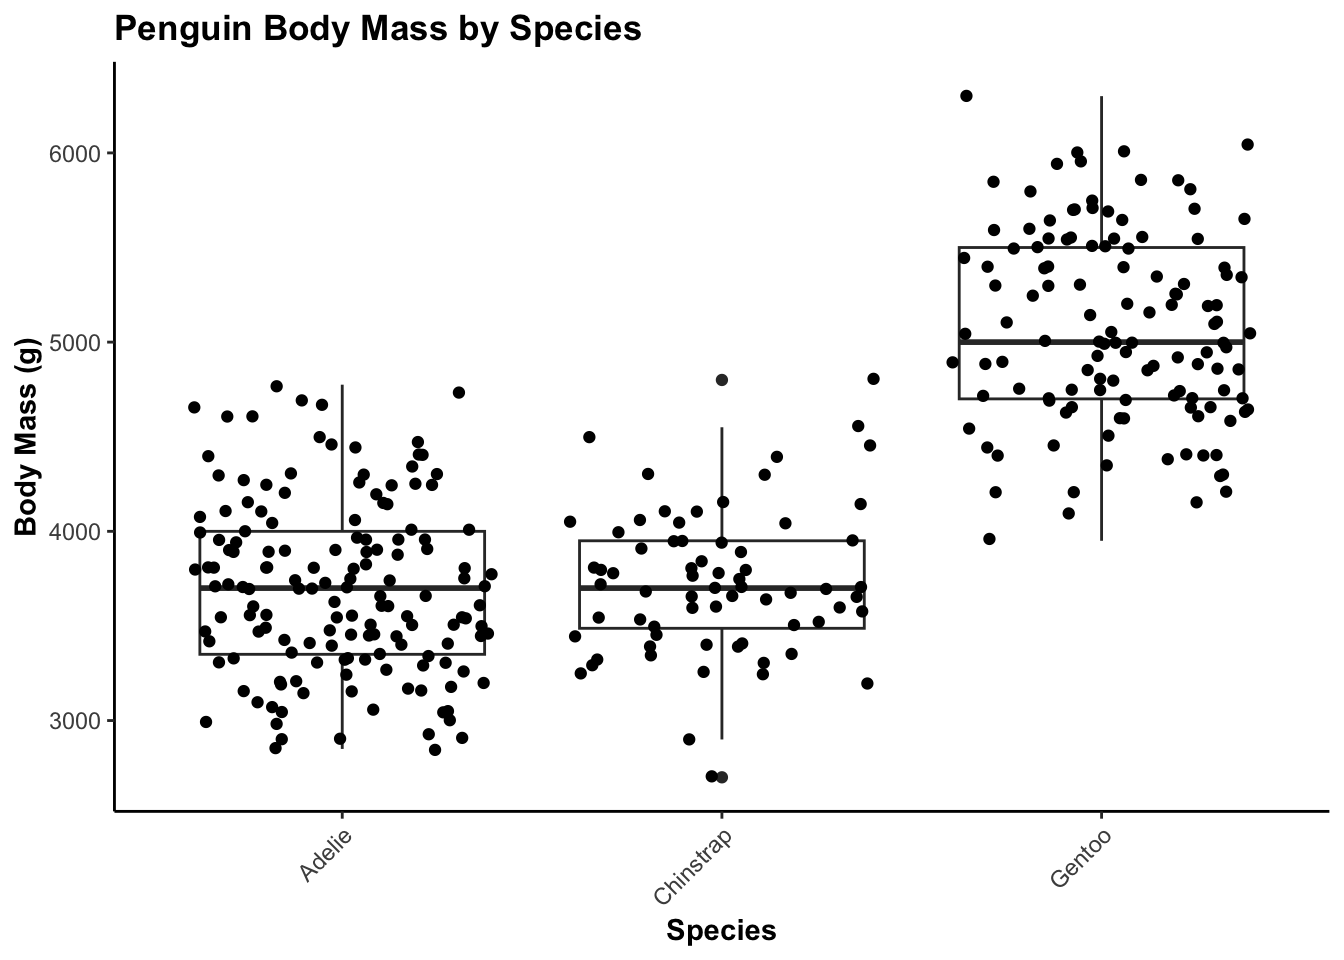 Penguin Body Mass by Species
Body Mass (g)
6000
5000
4000
3000
Adelie
Chinstrap
Gentoo
Species